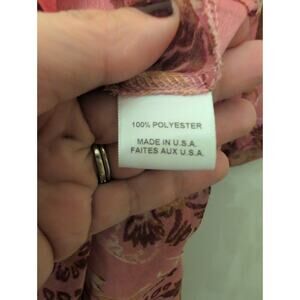 100% POLYESTER
MADE IN U.S.A.
FAITES AUX U.S.A.